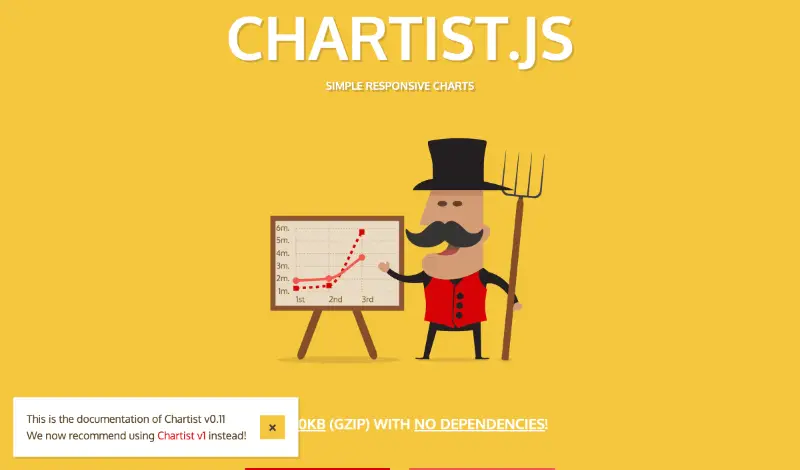 CHARTIST.JS
SIMPLE RESPONSIVE CHARTS
6m.
5m.
4m.
3m.
2m.
1m.
1st 2nd 3rd
0KB (GZIP) WITH NO DEPENDENCIES!
This is the documentation of Chartist v0.11
We now recommend using Chartist v1 instead!
×